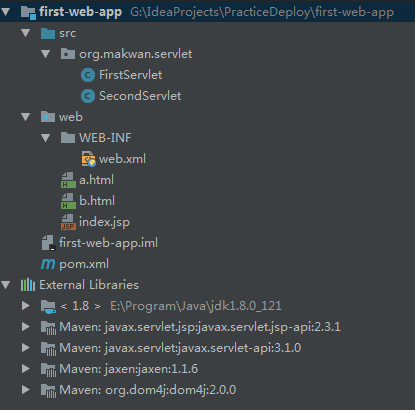 first-web-app G:\IdeaProjects\PracticeDeploy\first-web-app
src
org.makwan.servlet
FirstServlet
SecondServlet
web
WEB-INF
web.xml
a.html
b.html
index.jsp
first-web-app.iml
pom.xml
External Libraries
< 1.8 > E:\Program\Java\jdk1.8.0_121
Maven: javax.servlet.jsp:javax.servlet.jsp-api:2.3.1
Maven: javax.servlet:javax.servlet-api:3.1.0
Maven: jaxen:jaxen:1.1.6
Maven: org.dom4j:dom4j:2.0.0